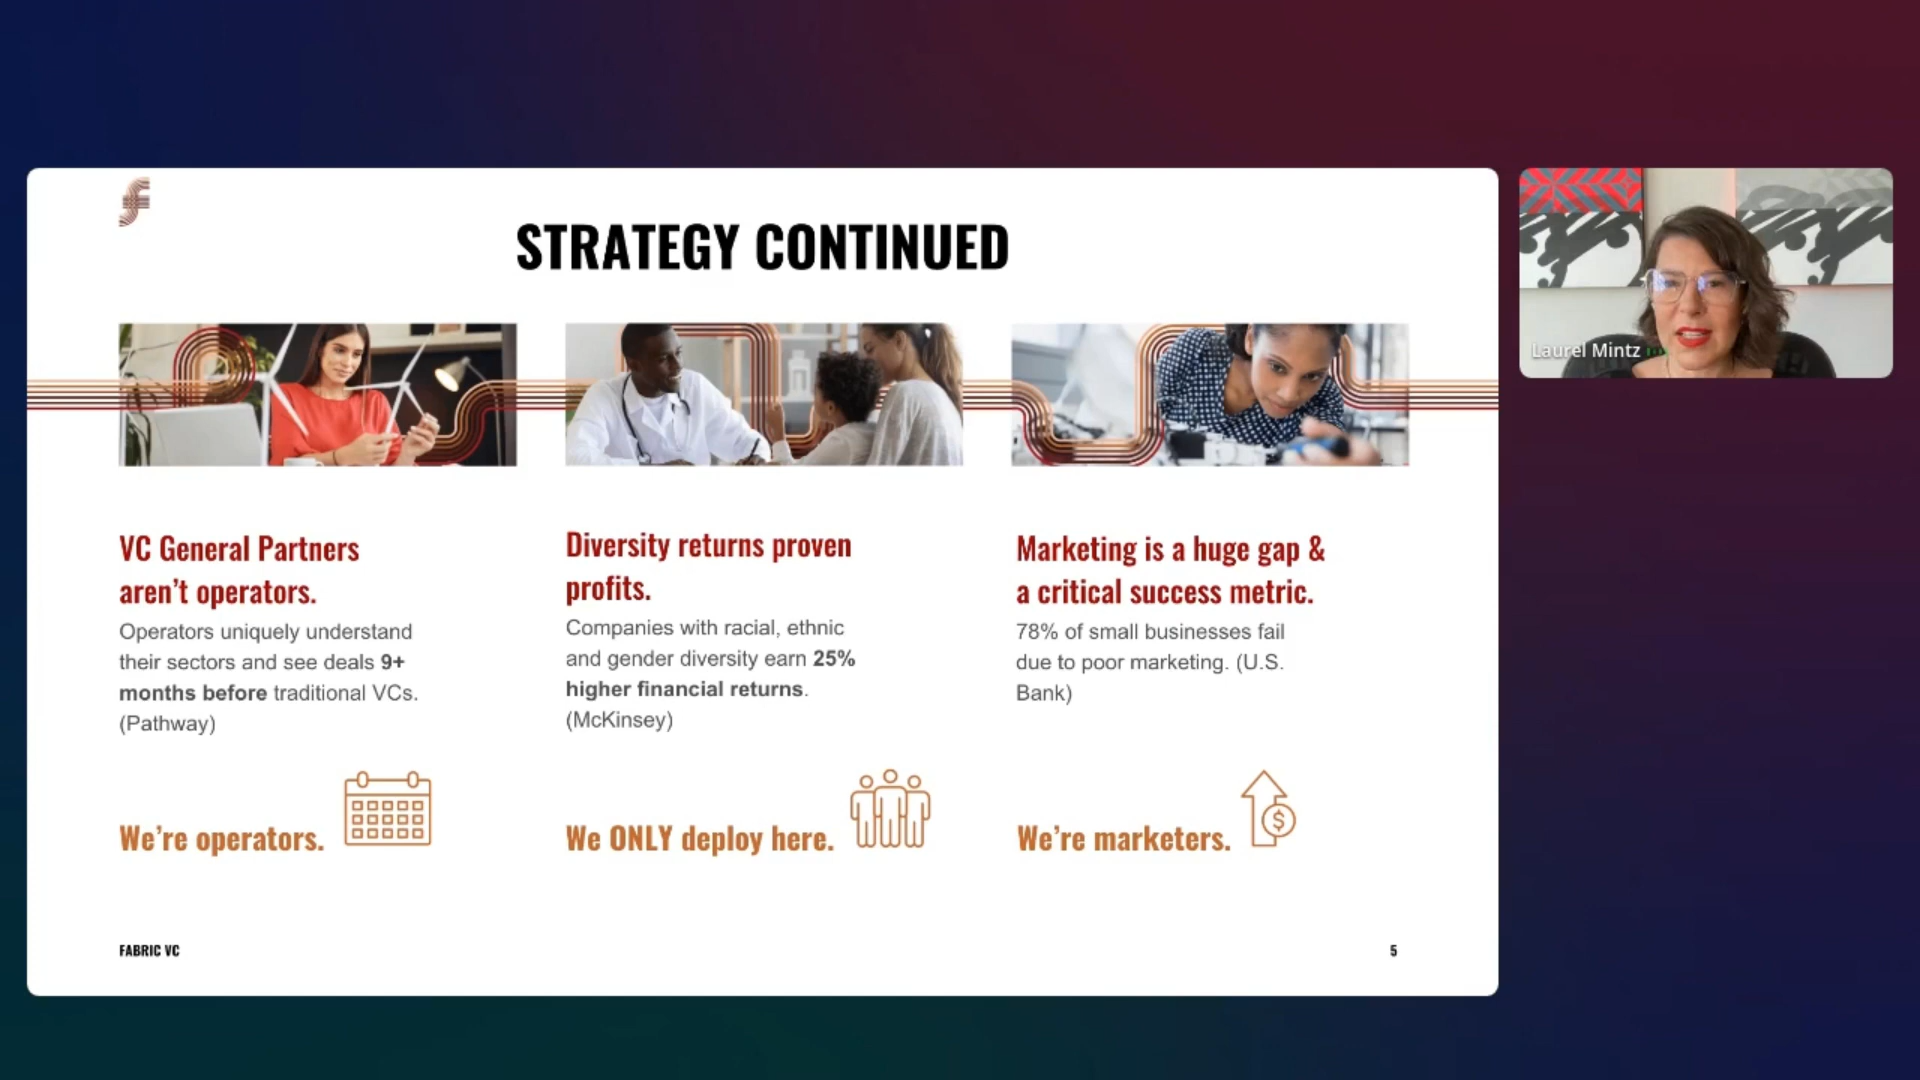 STRATEGY CONTINUED
VC General Partners
aren’t operators.
Operators uniquely understand
their sectors and see deals 9+
months before traditional VCs.
(Pathway)
We’re operators.
Diversity returns proven
profits.
Companies with racial, ethnic
and gender diversity earn 25%
higher financial returns.
(McKinsey)
We ONLY deploy here.
Marketing is a huge gap &
a critical success metric.
78% of small businesses fail
due to poor marketing. (U.S.
Bank)
We’re marketers.
$
FABRIC VC
5
Laurel Mintz